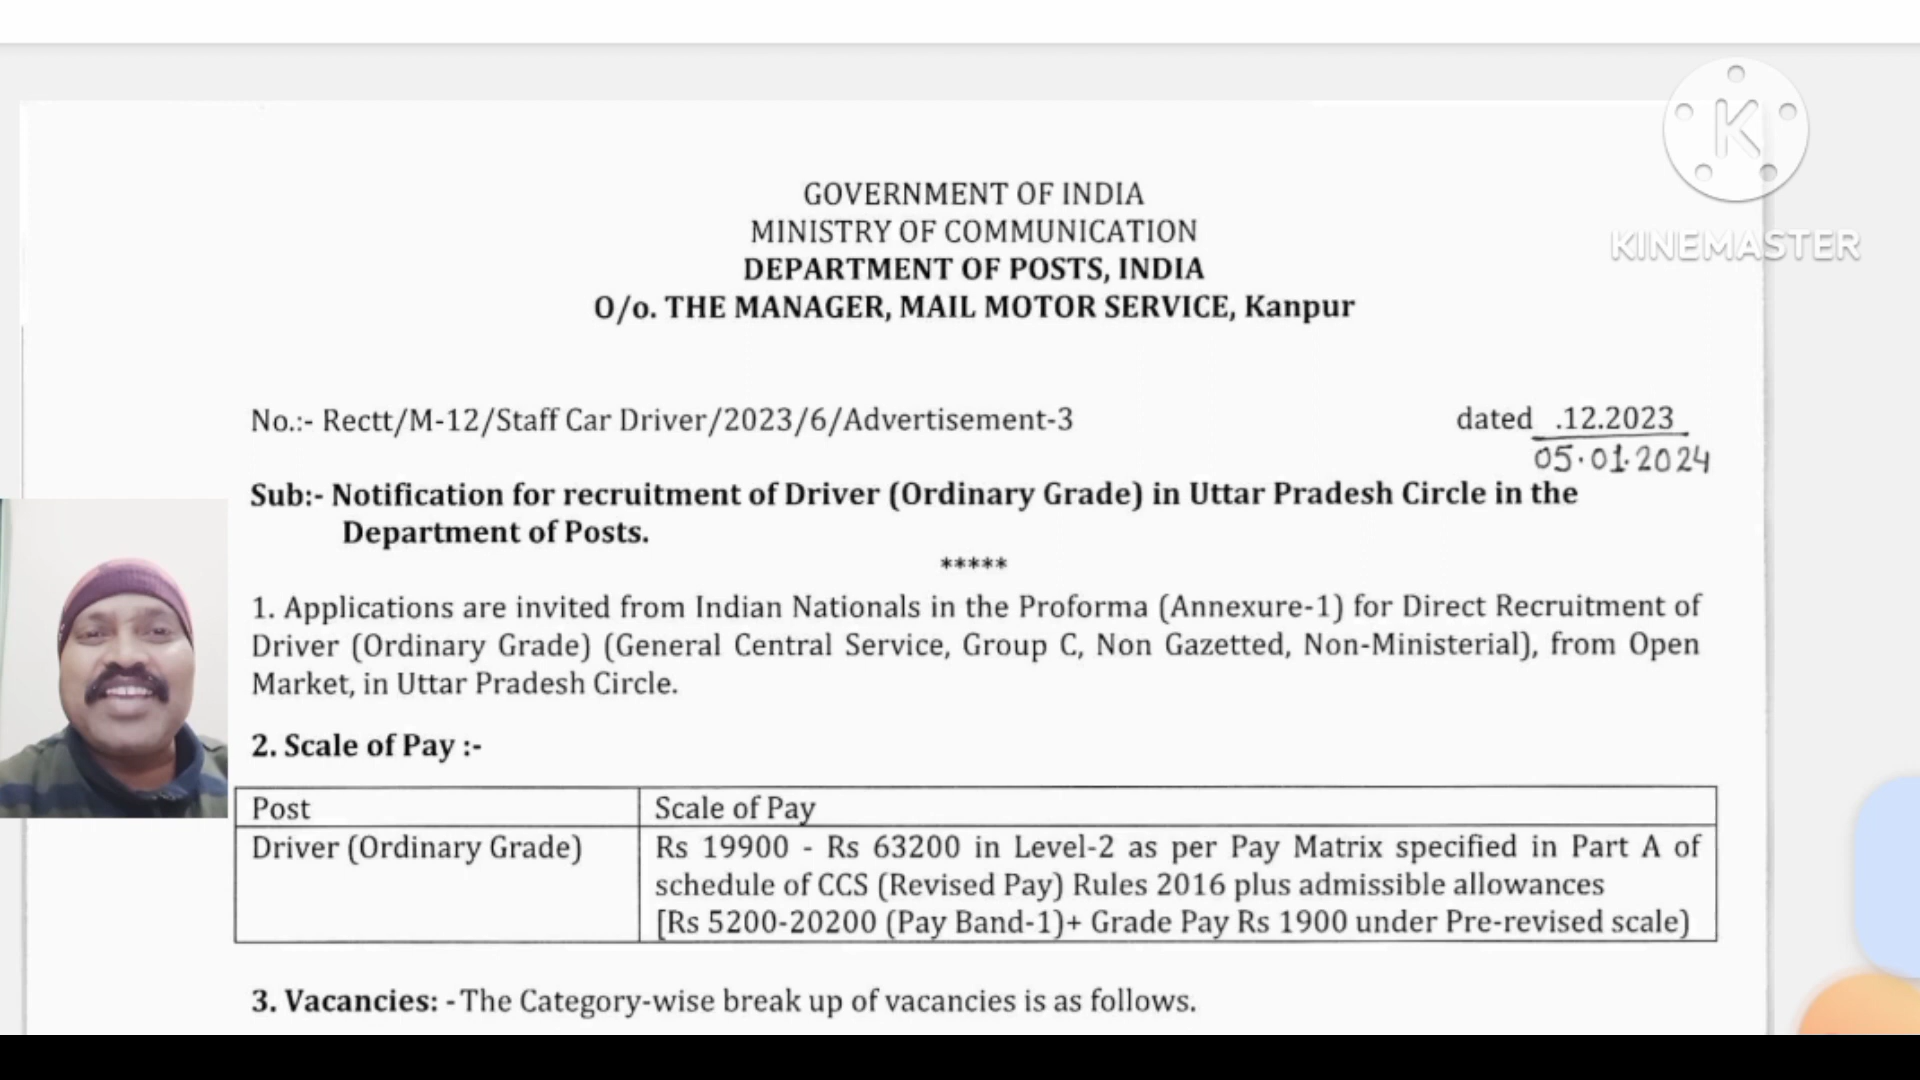 K
KINEMASTER
GOVERNMENT OF INDIA
MINISTRY OF COMMUNICATION
DEPARTMENT OF POSTS, INDIA
O/o. THE MANAGER, MAIL MOTOR SERVICE, Kanpur
No.:- Rectt/M-12/Staff Car Driver/2023/6/Advertisement-3
dated .12.2023
05.01.2024
Sub:- Notification for recruitment of Driver (Ordinary Grade) in Uttar Pradesh Circle in the
Department of Posts.
*****
1. Applications are invited from Indian Nationals in the Proforma (Annexure-1) for Direct Recruitment of
Driver (Ordinary Grade) (General Central Service, Group C, Non Gazetted, Non-Ministerial), from Open
Market, in Uttar Pradesh Circle.
2. Scale of Pay :-
Post
Scale of Pay
Driver (Ordinary Grade)
Rs 19900 - Rs 63200 in Level-2 as per Pay Matrix specified in Part A of
schedule of CCS (Revised Pay) Rules 2016 plus admissible allowances
[Rs 5200-20200 (Pay Band-1)+ Grade Pay Rs 1900 under Pre-revised scale)
3. Vacancies: - The Category-wise break up of vacancies is as follows.